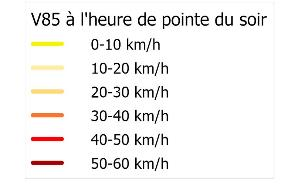 V85 à l'heure de pointe du soir
0-10 km/h
10-20 km/h
20-30 km/h
30-40 km/h
40-50 km/h
50-60 km/h